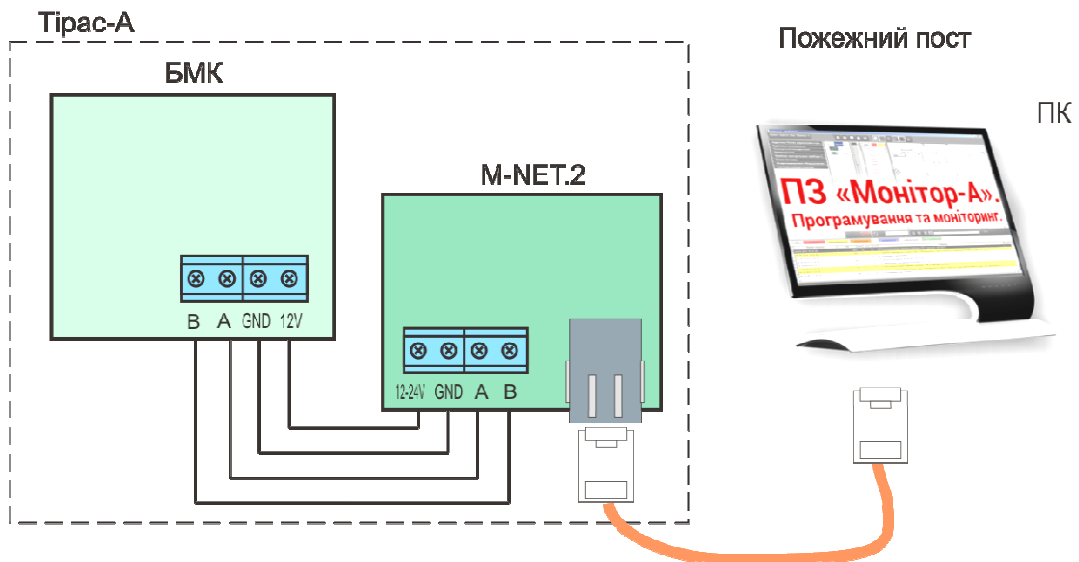 Тірас-А
Пожежний пост
БМК
ПК
M-NET.2
ПЗ «Монітор-А».
Програмування та моніторинг.
B A GND 12V
12-24V GND A B